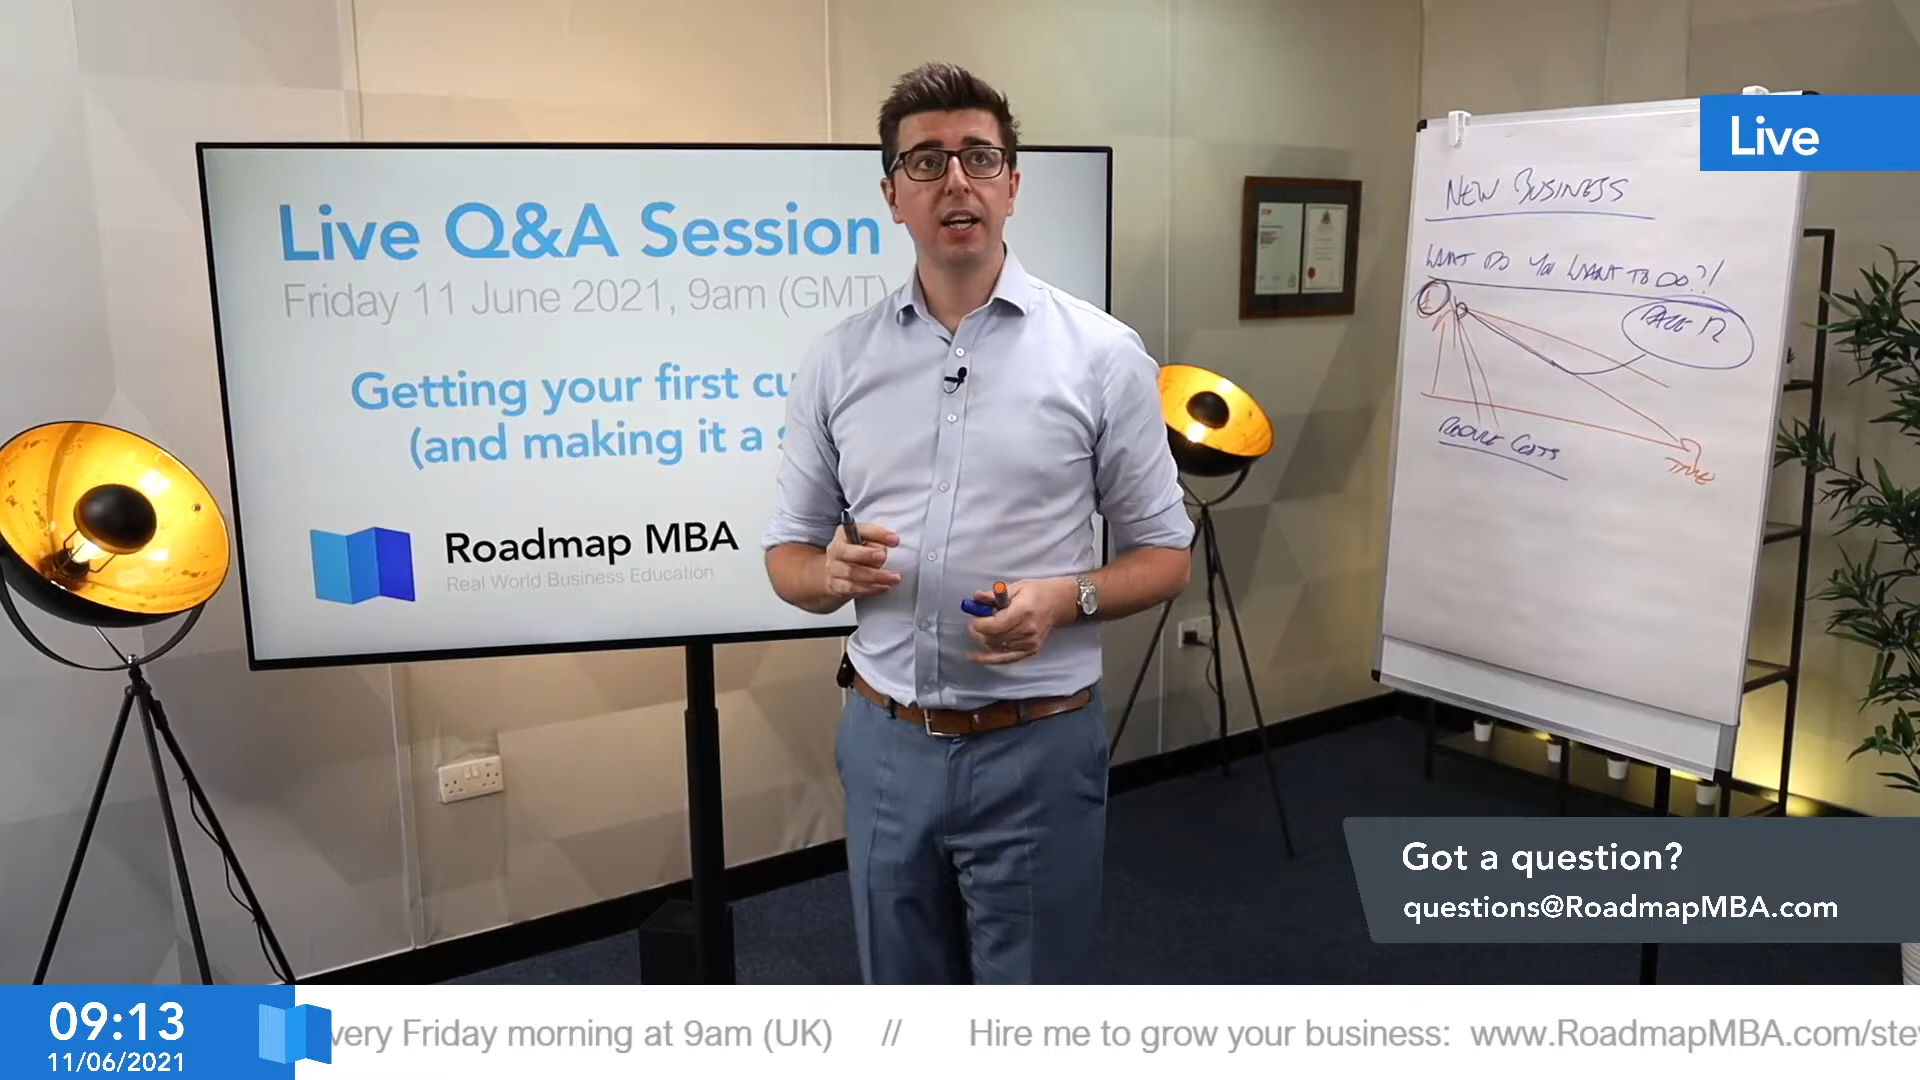 Live Q&A Session
Friday 11 June 2021, 9am (GMT)
Getting your first cu
(and making it a s
Roadmap MBA
Real World Business Education
Live
NEW BUSINESS
WHAT DO YOU WANT TO DO?!
£
REDUCE COSTS
TIME
Got a question?
questions@RoadmapMBA.com
09:13
11/06/2021
very Friday morning at 9am (UK) // Hire me to grow your business: www.RoadmapMBA.com/ste